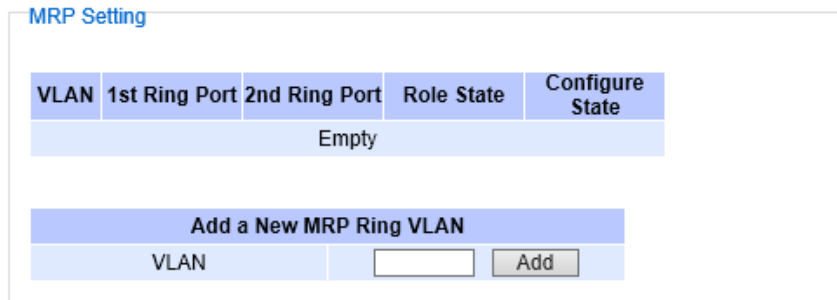 MRP Setting
VLAN 1st Ring Port 2nd Ring Port Role State Configure State
Empty
Add a New MRP Ring VLAN
VLAN Add